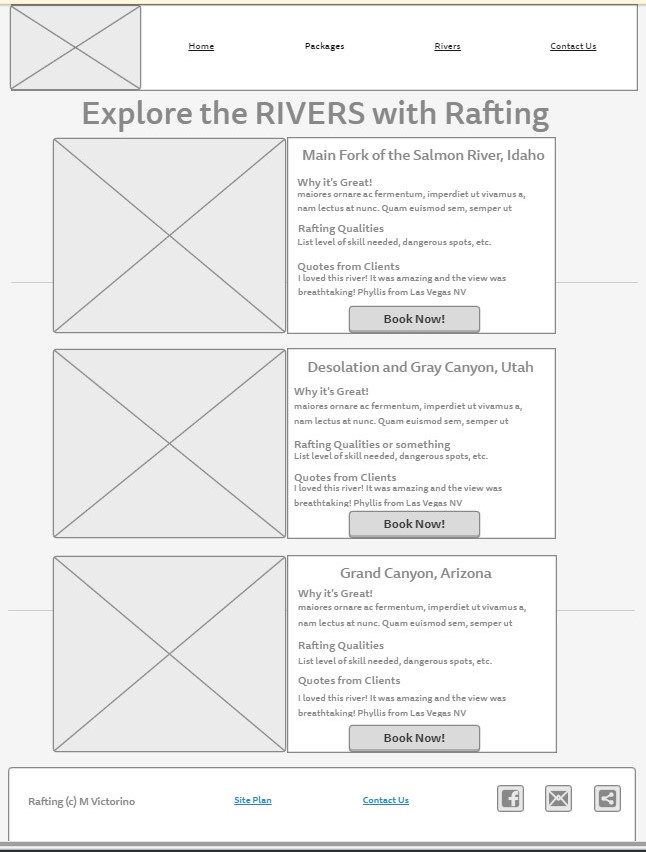 Home Packages Rivers Contact Us
Explore the RIVERS with Rafting
Main Fork of the Salmon River, Idaho
Why it's Great!
maiores ornare ac fermentum, imperdiet ut vivamus a,
nam lectus at nunc. Quam euismod sem, semper ut
Rafting Qualities
List level of skill needed, dangerous spots, etc.
Quotes from Clients
I loved this river! It was amazing and the view was
breathtaking! Phyllis from Las Vegas NV
Book Now!
Desolation and Gray Canyon, Utah
Why it's Great!
maiores ornare ac fermentum, imperdiet ut vivamus a,
nam lectus at nunc. Quam euismod sem, semper ut
Rafting Qualities or something
List level of skill needed, dangerous spots, etc.
Quotes from Clients
I loved this river! It was amazing and the view was
breathtaking! Phyllis from Las Vegas NV
Book Now!
Grand Canyon, Arizona
Why it's Great!
maiores ornare ac fermentum, imperdiet ut vivamus a,
nam lectus at nunc. Quam euismod sem, semper ut
Rafting Qualities
List level of skill needed, dangerous spots, etc.
Quotes from Clients
I loved this river! It was amazing and the view was
breathtaking! Phyllis from Las Vegas NV
Book Now!
Rafting (c) M Victorino Site Plan Contact Us